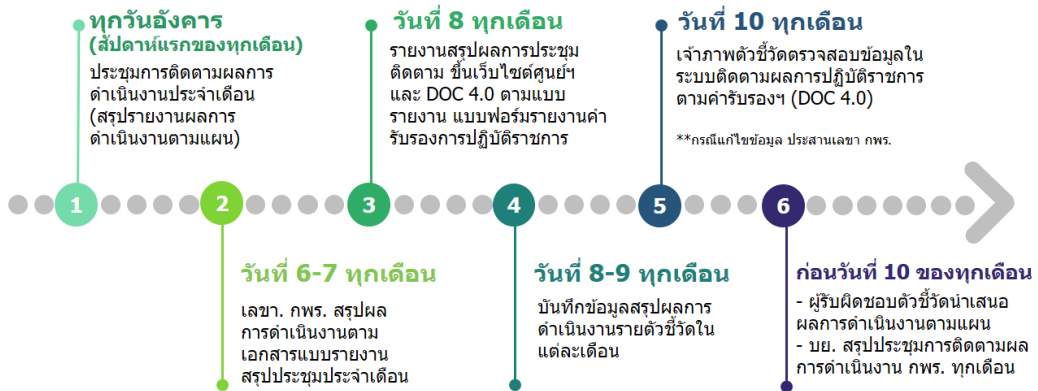 ทุกวันอังคาร
(สัปดาห์แรกของทุกเดือน)
ประชุมการติดตามผลการ
ดำเนินงานประจำเดือน
(สรุปรายงานผลการ
ดำเนินงานตามแผน)
วันที่ 8 ทุกเดือน
รายงานสรุปผลการประชุม
ติดตาม ขึ้นเว็บไซต์ศูนย์ฯ
และ DOC 4.0 ตามแบบ
รายงาน แบบฟอร์มรายงานคำ
รับรองการปฏิบัติราชการ
วันที่ 10 ทุกเดือน
เจ้าภาพตัวชี้วัดตรวจสอบข้อมูลใน
ระบบติดตามผลการปฏิบัติราชการ
ตามคำรับรองฯ (DOC 4.0)
**กรณีแก้ไขข้อมูล ประสานเลขา กพร.
1
2
3
4
5
6
วันที่ 6-7 ทุกเดือน
เลขา. กพร. สรุปผล
การดำเนินงานตาม
เอกสารแบบรายงาน
สรุปประชุมประจำเดือน
วันที่ 8-9 ทุกเดือน
บันทึกข้อมูลสรุปผลการ
ดำเนินงานรายตัวชี้วัดใน
แต่ละเดือน
ก่อนวันที่ 10 ของทุกเดือน
- ผู้รับผิดชอบตัวชี้วัดนำเสนอ
ผลการดำเนินงานตามแผน
- บย. สรุปประชุมการติดตามผล
การดำเนินงาน กพร. ทุกเดือน